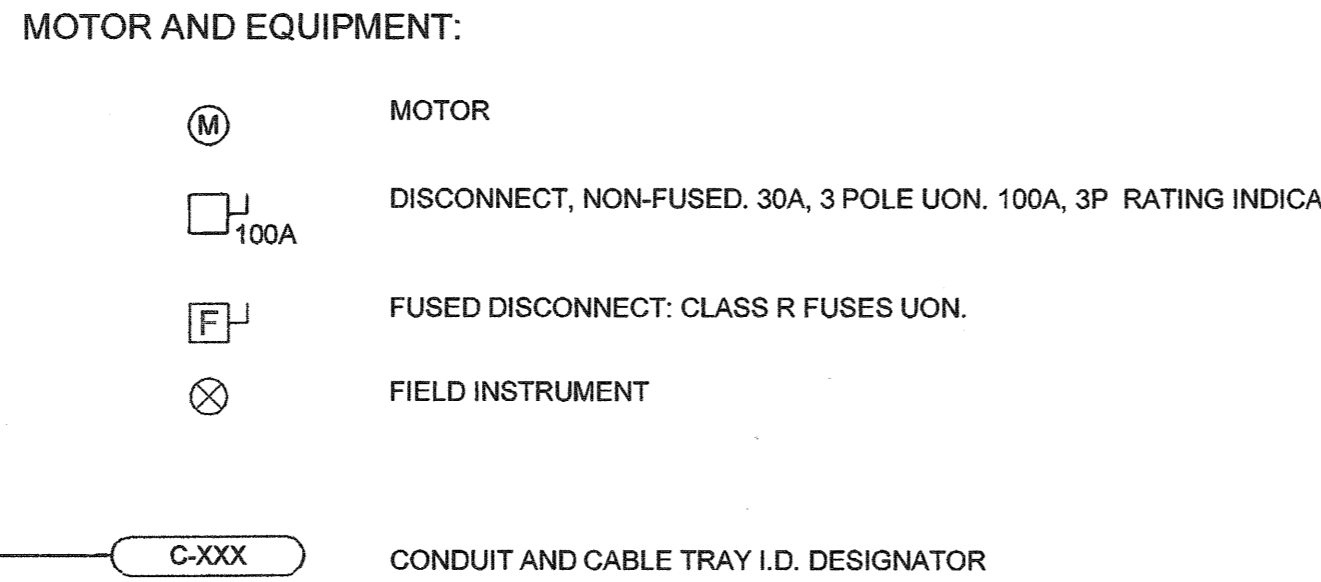 MOTOR AND EQUIPMENT:
M MOTOR
DISCONNECT, NON-FUSED. 30A, 3 POLE UON. 100A, 3P RATING INDICA
100A
F FUSED DISCONNECT: CLASS R FUSES UON.
FIELD INSTRUMENT
C-XXX CONDUIT AND CABLE TRAY I.D. DESIGNATOR